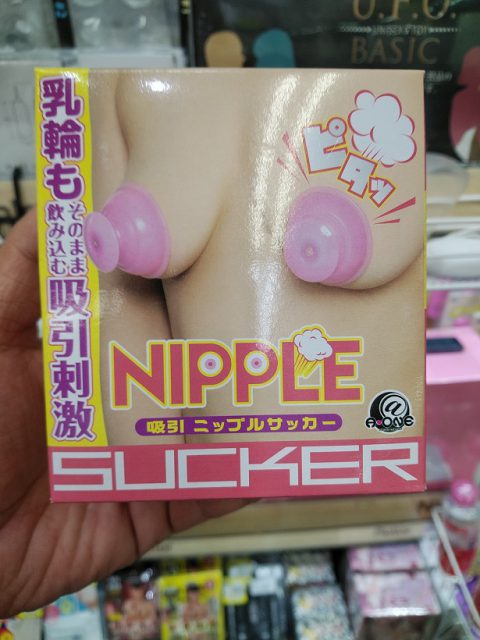 U.F.O.
BASIC
乳輪も
そのまま
飲み込む
吸引刺激
ピタッ
NIPPLE
吸引 ニップルサッカー
@
A-ONE
SUCKER